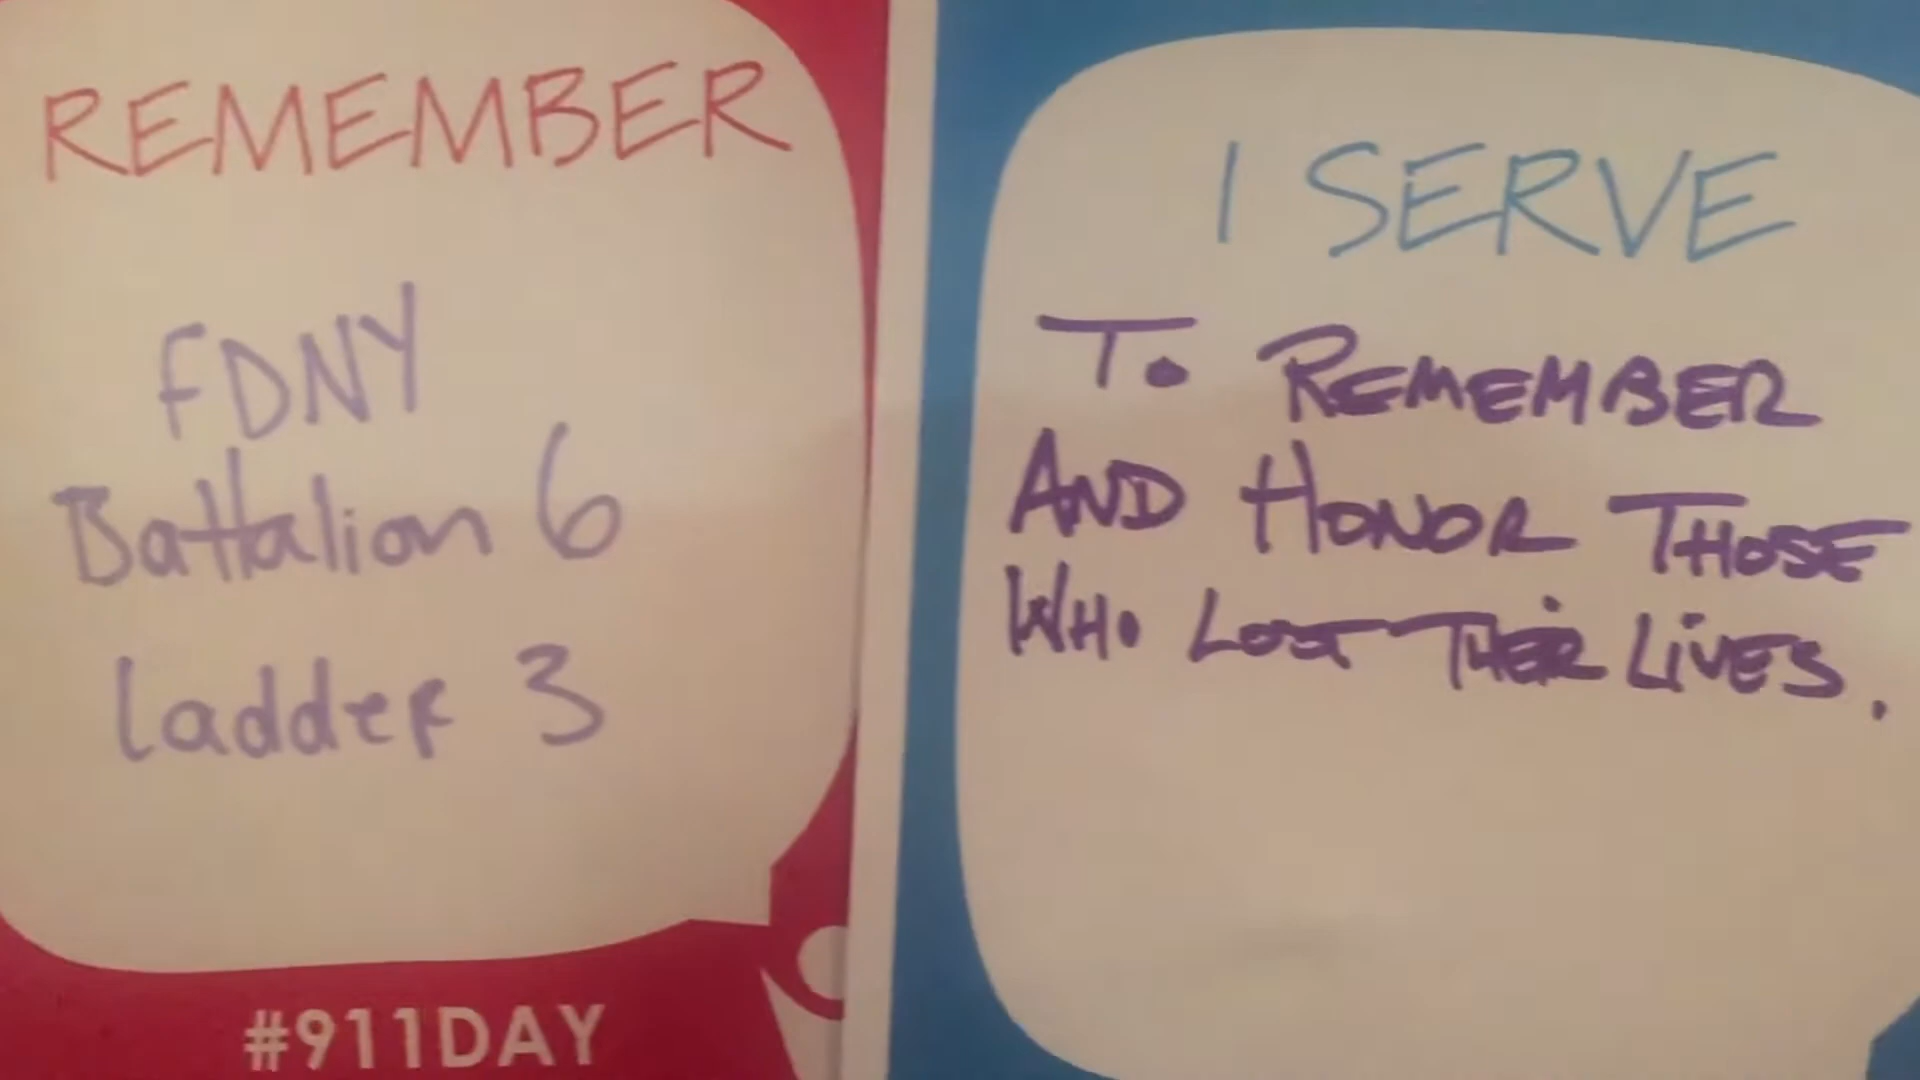 REMEMBER
FDNY
Battalion 6
Ladder 3
#911DAY
I SERVE
To REMEMBER
AND HONOR THOSE
WHO LOST THEIR LIVES.